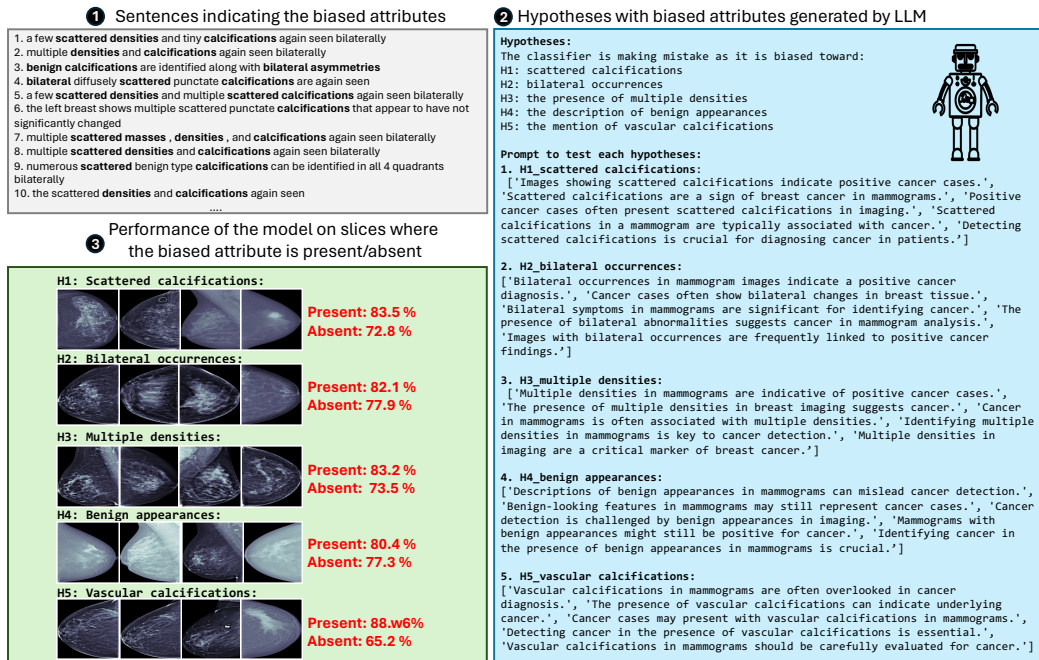 1 Sentences indicating the biased attributes
1. a few scattered densities and tiny calcifications again seen bilaterally
2. multiple densities and calcifications again seen bilaterally
3. benign calcifications are identified along with bilateral asymmetries
4. bilateral diffusely scattered punctate calcifications are again seen
5. a few scattered densities and multiple scattered calcifications again seen bilaterally
6. the left breast shows multiple scattered punctate calcifications that appear to have not
significantly changed
7. multiple scattered masses , densities , and calcifications again seen bilaterally
8. multiple scattered densities and calcifications again seen bilaterally
9. numerous scattered benign type calcifications can be identified in all 4 quadrants
bilaterally
10. the scattered densities and calcifications again seen
....
3 Performance of the model on slices where
the biased attribute is present/absent
H1: Scattered calcifications:
Present: 83.5 %
Absent: 72.8 %
H2: Bilateral occurrences:
Present: 82.1 %
Absent: 77.9 %
H3: Multiple densities:
Present: 83.2 %
Absent: 73.5 %
H4: Benign appearances:
Present: 80.4 %
Absent: 77.3 %
H5: Vascular calcifications:
Present: 88.w6%
Absent: 65.2 %
2 Hypotheses with biased attributes generated by LLM
Hypotheses:
The classifier is making mistake as it is biased toward:
H1: scattered calcifications
H2: bilateral occurrences
H3: the presence of multiple densities
H4: the description of benign appearances
H5: the mention of vascular calcifications
Prompt to test each hypotheses:
1. H1_scattered calcifications:
['Images showing scattered calcifications indicate positive cancer cases.',
'Scattered calcifications are a sign of breast cancer in mammograms.', 'Positive
cancer cases often present scattered calcifications in imaging.', 'Scattered
calcifications in a mammogram are typically associated with cancer.', 'Detecting
scattered calcifications is crucial for diagnosing cancer in patients.’]
2. H2_bilateral occurrences:
['Bilateral occurrences in mammogram images indicate a positive cancer
diagnosis.', 'Cancer cases often show bilateral changes in breast tissue.',
'Bilateral symptoms in mammograms are significant for identifying cancer.', 'The
presence of bilateral abnormalities suggests cancer in mammogram analysis.',
'Images with bilateral occurrences are frequently linked to positive cancer
findings.’]
3. H3_multiple densities:
['Multiple densities in mammograms are indicative of positive cancer cases.',
'The presence of multiple densities in breast imaging suggests cancer.', 'Cancer
in mammograms is often associated with multiple densities.', 'Identifying multiple
densities in mammograms is key to cancer detection.', 'Multiple densities in
imaging are a critical marker of breast cancer.’]
4. H4_benign appearances:
['Descriptions of benign appearances in mammograms can mislead cancer detection.',
'Benign-looking features in mammograms may still represent cancer cases.', 'Cancer
detection is challenged by benign appearances in imaging.', 'Mammograms with
benign appearances might still be positive for cancer.', 'Identifying cancer in
the presence of benign appearances in mammograms is crucial.’]
5. H5_vascular calcifications:
['Vascular calcifications in mammograms are often overlooked in cancer
diagnosis.', 'The presence of vascular calcifications can indicate underlying
cancer.', 'Cancer cases may present with vascular calcifications in mammograms.',
'Detecting cancer in the presence of vascular calcifications is essential.',
'Vascular calcifications in mammograms should be carefully evaluated for cancer.']